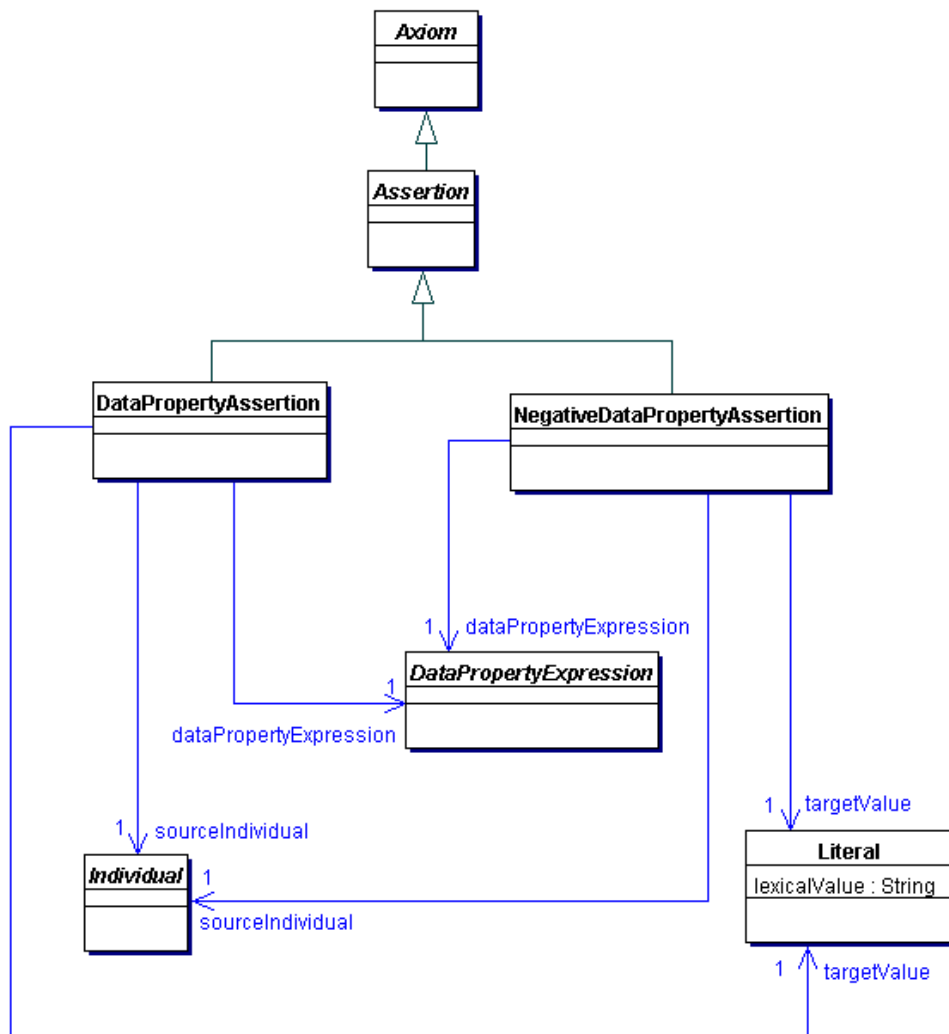 Axiom
Assertion
DataPropertyAssertion
NegativeDataPropertyAssertion
1 dataPropertyExpression
DataPropertyExpression
1
dataPropertyExpression
1 sourceIndividual
1 targetValue
Individual
1
sourceIndividual
Literal
lexicalValue : String
1 targetValue